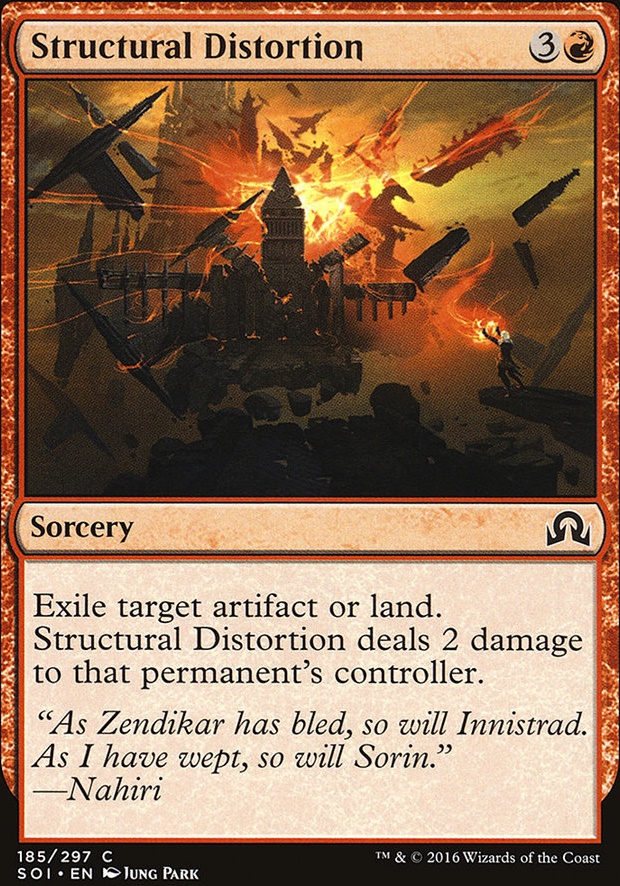 Structural Distortion 3
Sorcery
Exile target artifact or land.
Structural Distortion deals 2 damage
to that permanent's controller.
“As Zendikar has bled, so will Innistrad.
As I have wept, so will Sorin.”
—Nahiri
185/297 C
SOI • EN Jung Park
™ & © 2016 Wizards of the Coast